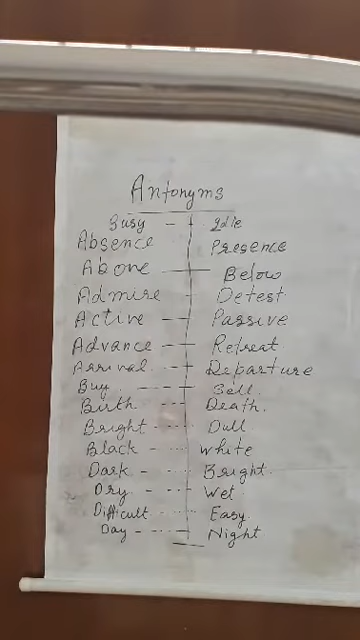 Antonyms
Busy - Idle
Absence Presence
Above - Below
Admire - Detest
Active - Passive
Advance - Retreat
Arrival - Departure
Buy - Sell
Birth - Death.
Bright - Dull
Black - White
Dark - Bright
Dry - Wet
Difficult - Easy
Day - Night